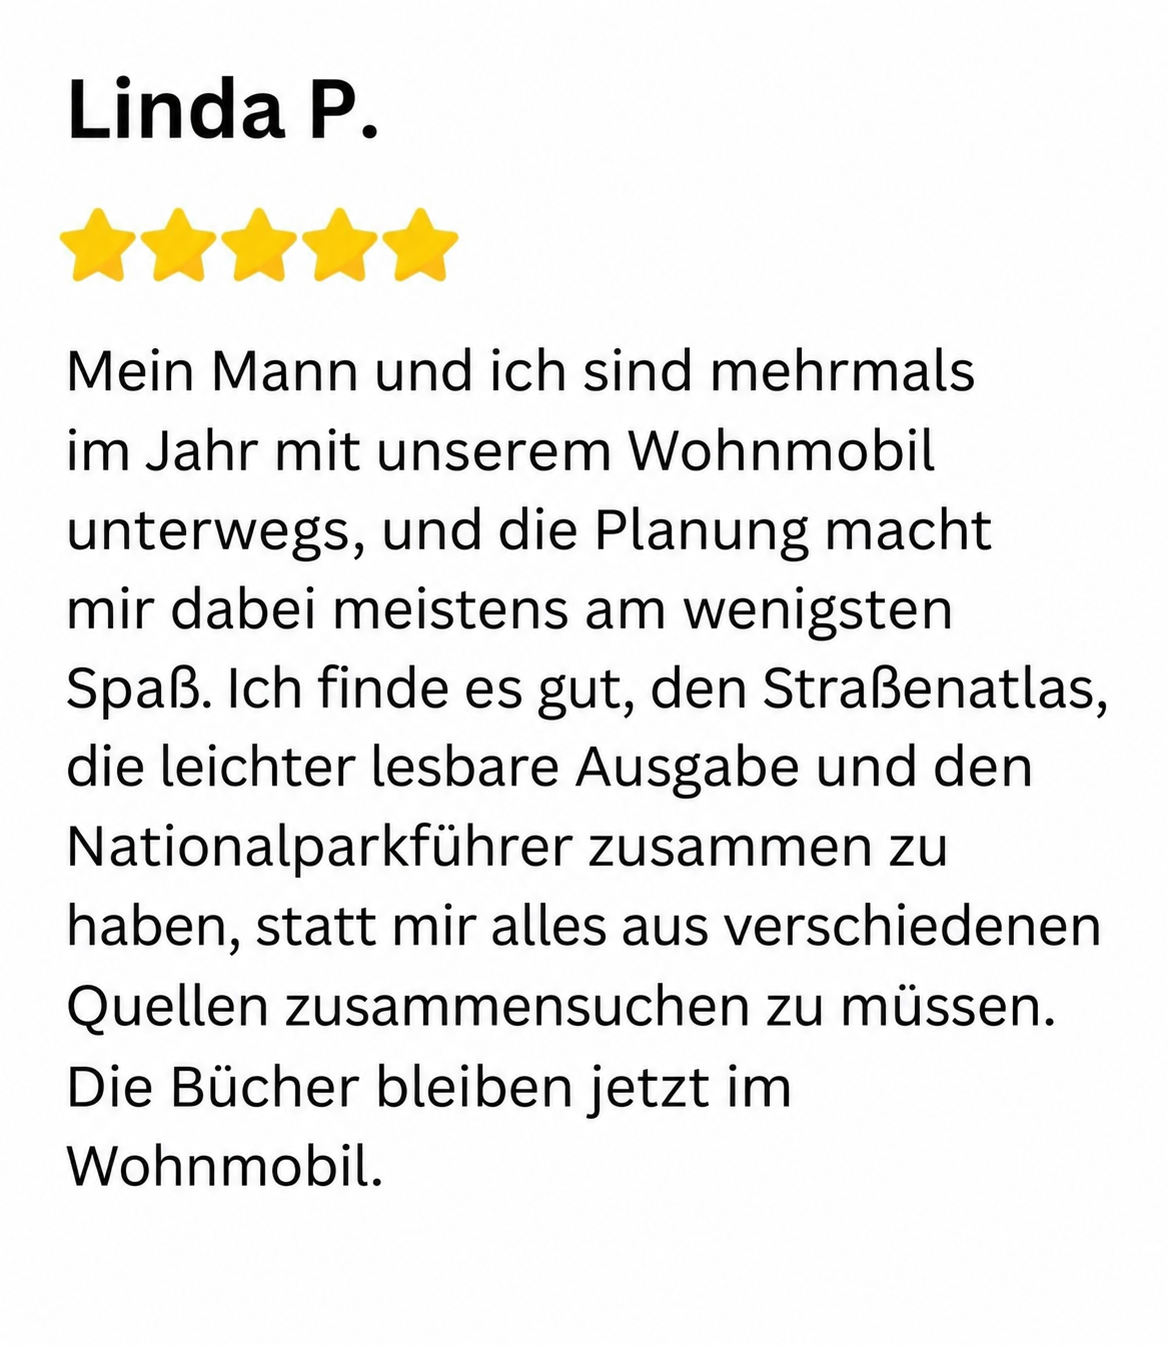 Linda P.
Mein Mann und ich sind mehrmals
im Jahr mit unserem Wohnmobil
unterwegs, und die Planung macht
mir dabei meistens am wenigsten
Spaß. Ich finde es gut, den Straßenatlas,
die leichter lesbare Ausgabe und den
Nationalparkführer zusammen zu
haben, statt mir alles aus verschiedenen
Quellen zusammensuchen zu müssen.
Die Bücher bleiben jetzt im
Wohnmobil.